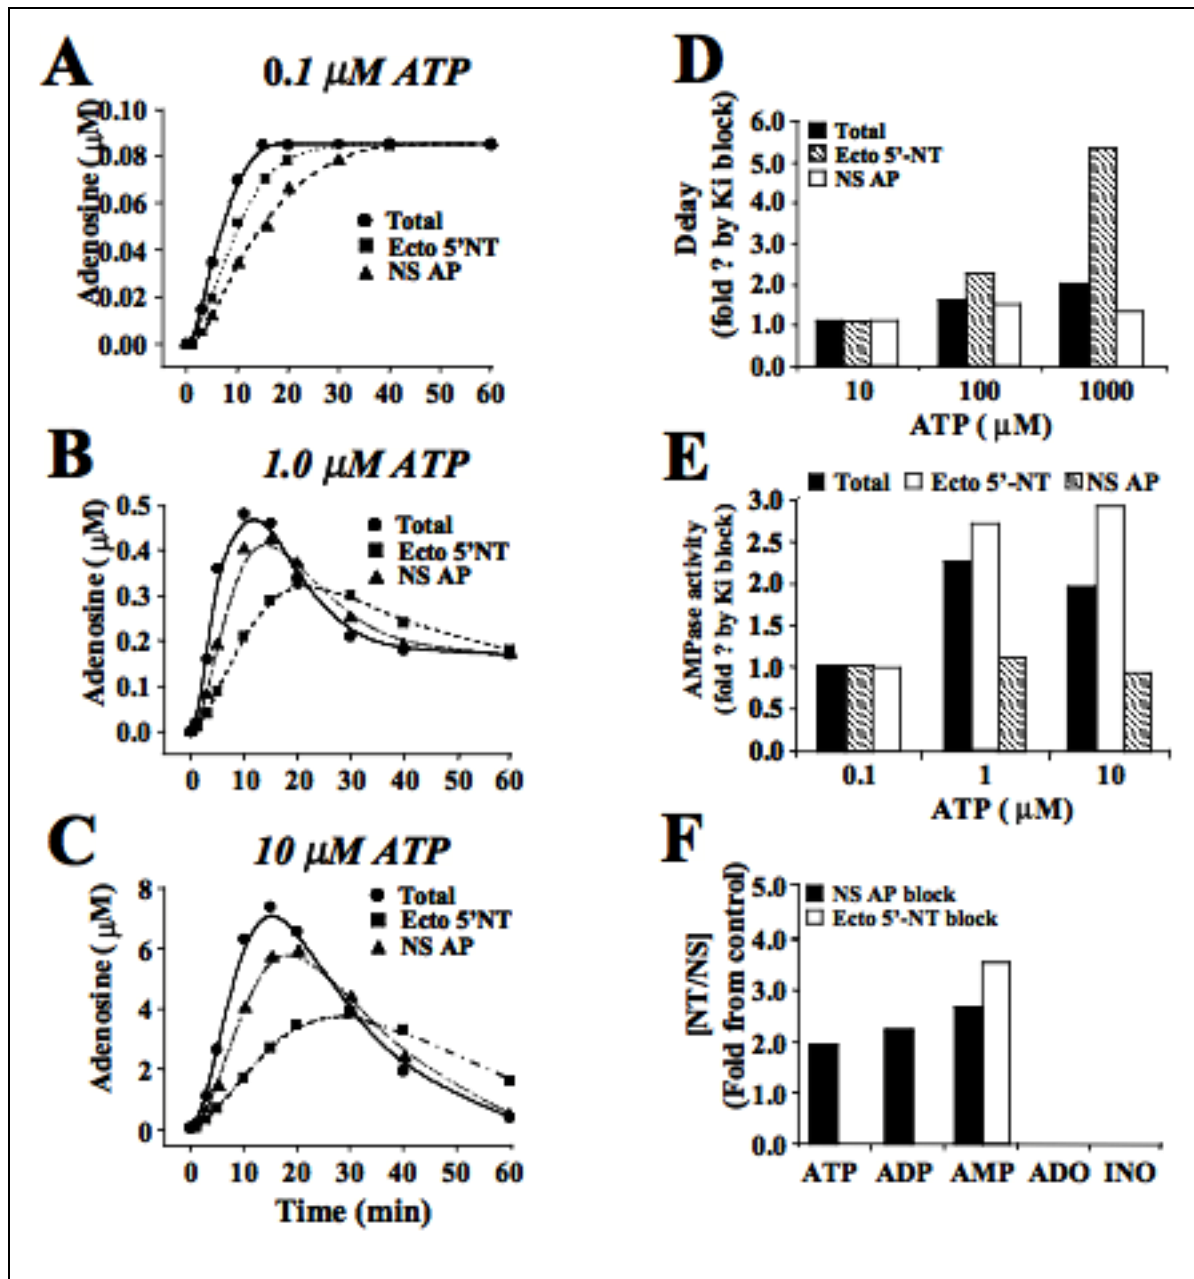 A
0.1 μM ATP
Adenosine ( μM)
0.10
0.08
0.06
0.04
0.02
0.00
Total
Ecto 5'NT
NS AP
0 10 20 30 40 50 60
B
1.0 μM ATP
Adenosine ( μM)
0.5
0.4
0.3
0.2
0.1
0.0
Total
Ecto 5'NT
NS AP
0 10 20 30 40 50 60
C
10 μM ATP
Adenosine ( μM)
8
6
4
2
0
Total
Ecto 5'NT
NS AP
0 10 20 30 40 50 60
Time (min)
D
Delay
(fold ? by Ki block)
6.0
5.0
4.0
3.0
2.0
1.0
0.0
Total
Ecto 5'-NT
NS AP
10 100 1000
ATP ( μM)
E
Total Ecto 5'-NT NS AP
AMPase activity
(fold ? by Ki block)
3.0
2.5
2.0
1.5
1.0
0.5
0.0
0.1 1 10
ATP ( μM)
F
[NT/NS]
(Fold from control)
5.0
4.0
3.0
2.0
1.0
0.0
NS AP block
Ecto 5'-NT block
ATP ADP AMP ADO INO